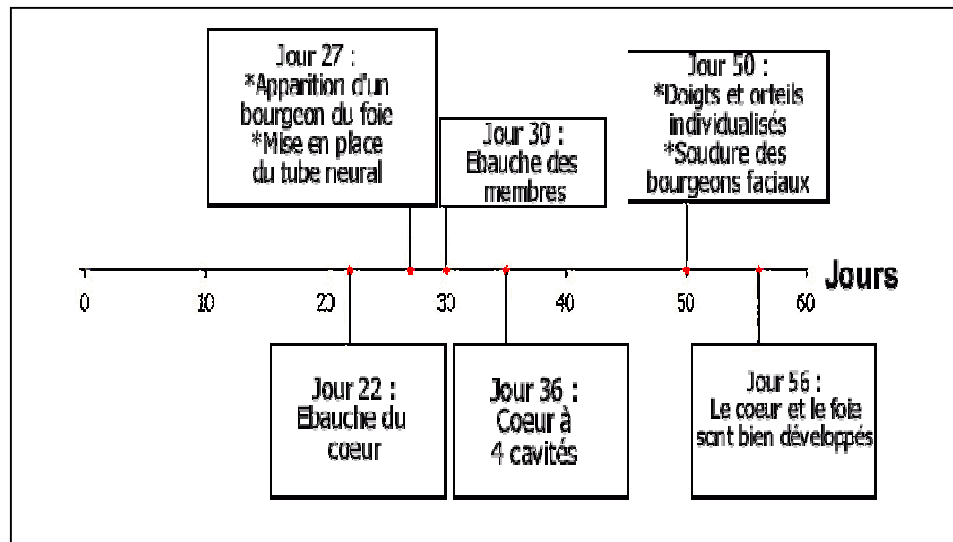 Jour 27 :
*Apparition d'un
bourgeon du foie
*Mise en place
du tube neural
Jour 30 :
Ebauche des
membres
Jour 50 :
*Doigts et orteils
individualisés
*Soudure des
bourgeons faciaux
Jours
0 10 20 30 40 50 60
Jour 22 :
Ebauche du
coeur
Jour 36 :
Coeur à
4 cavités
Jour 56 :
Le coeur et le foie
sont bien développés